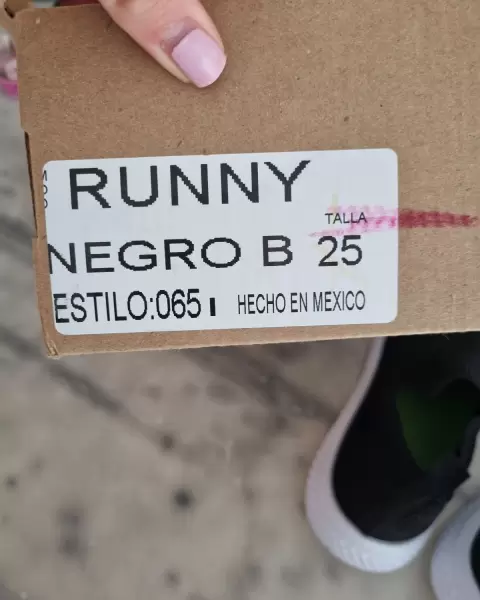 RUNNY
TALLA
NEGRO B 25
ESTILO:065 HECHO EN MEXICO